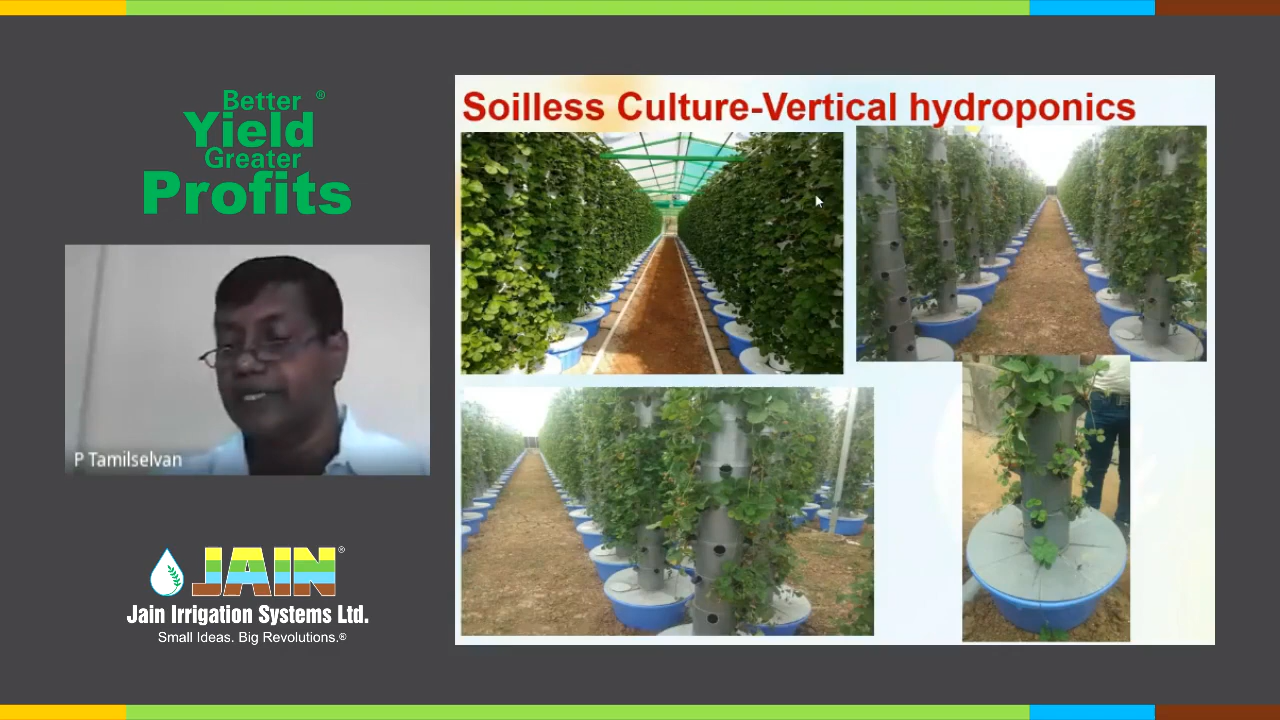 Better ®
Yield
Greater
Profits
P Tamilselvan
JAIN®
Jain Irrigation Systems Ltd.
Small Ideas. Big Revolutions.®
Soilless Culture-Vertical hydroponics